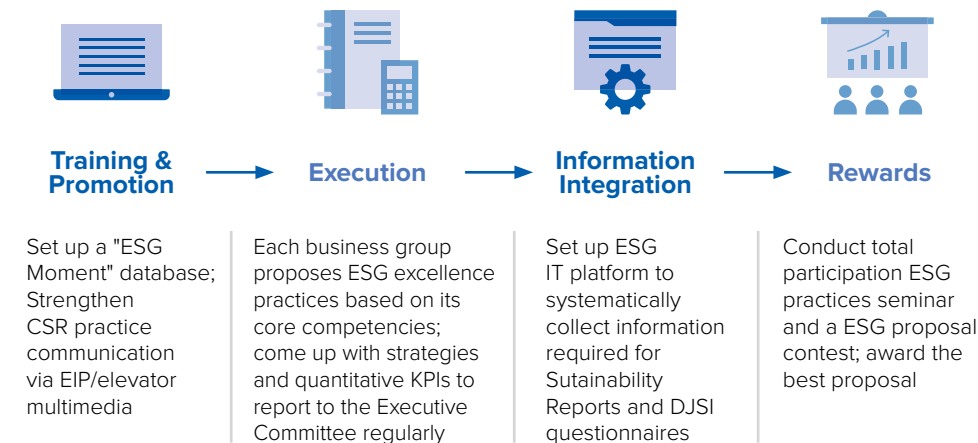 Training &
Promotion
Execution
Information
Integration
Rewards
Set up a "ESG
Moment" database;
Strengthen
CSR practice
communication
via EIP/elevator
multimedia
Each business group
proposes ESG excellence
practices based on its
core competencies;
come up with strategies
and quantitative KPIs to
report to the Executive
Committee regularly
Set up ESG
IT platform to
systematically
collect information
required for
Sutainability
Reports and DJSI
questionnaires
Conduct total
participation ESG
practices seminar
and a ESG proposal
contest; award the
best proposal